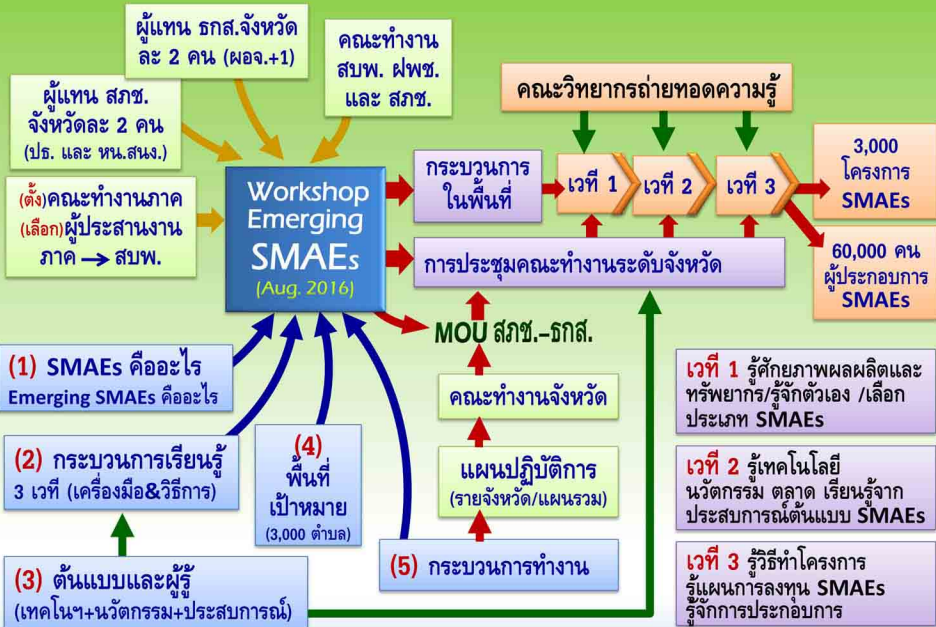 ผู้แทน ธกส.จังหวัด
ละ 2 คน (ผอจ.+1)
คณะทำงาน
สบพ. ฝพช.
และ สภช.
ผู้แทน สภช.
จังหวัดละ 2 คน
(ปธ. และ หน.สนง.)
(ตั้ง)คณะทำงานภาค
(เลือก)ผู้ประสานงาน
ภาค → สบพ.
Workshop
Emerging
SMAEs
(Aug. 2016)
คณะวิทยากรถ่ายทอดความรู้
กระบวนการ
ในพื้นที่
เวที 1
เวที 2
เวที 3
3,000
โครงการ
SMAEs
60,000 คน
ผู้ประกอบการ
SMAEs
การประชุมคณะทำงานระดับจังหวัด
MOU สภช.-ธกส.
คณะทำงานจังหวัด
แผนปฏิบัติการ
(รายจังหวัด/แผนรวม)
(1) SMAEs คืออะไร
Emerging SMAEs คืออะไร
(2) กระบวนการเรียนรู้
3 เวที (เครื่องมือ&วิธีการ)
(3) ต้นแบบและผู้รู้
(เทคโนฯ+นวัตกรรม+ประสบการณ์)
(4)
พื้นที่
เป้าหมาย
(3,000 ตำบล)
(5) กระบวนการทำงาน
เวที 1 รู้ศักยภาพผลผลิตและ
ทรัพยากร/รู้จักตัวเอง /เลือก
ประเภท SMAEs
เวที 2 รู้เทคโนโลยี
นวัตกรรม ตลาด เรียนรู้จาก
ประสบการณ์ต้นแบบ SMAEs
เวที 3 รู้วิธีทำโครงการ
รู้แผนการลงทุน SMAEs
รู้จักการประกอบการ